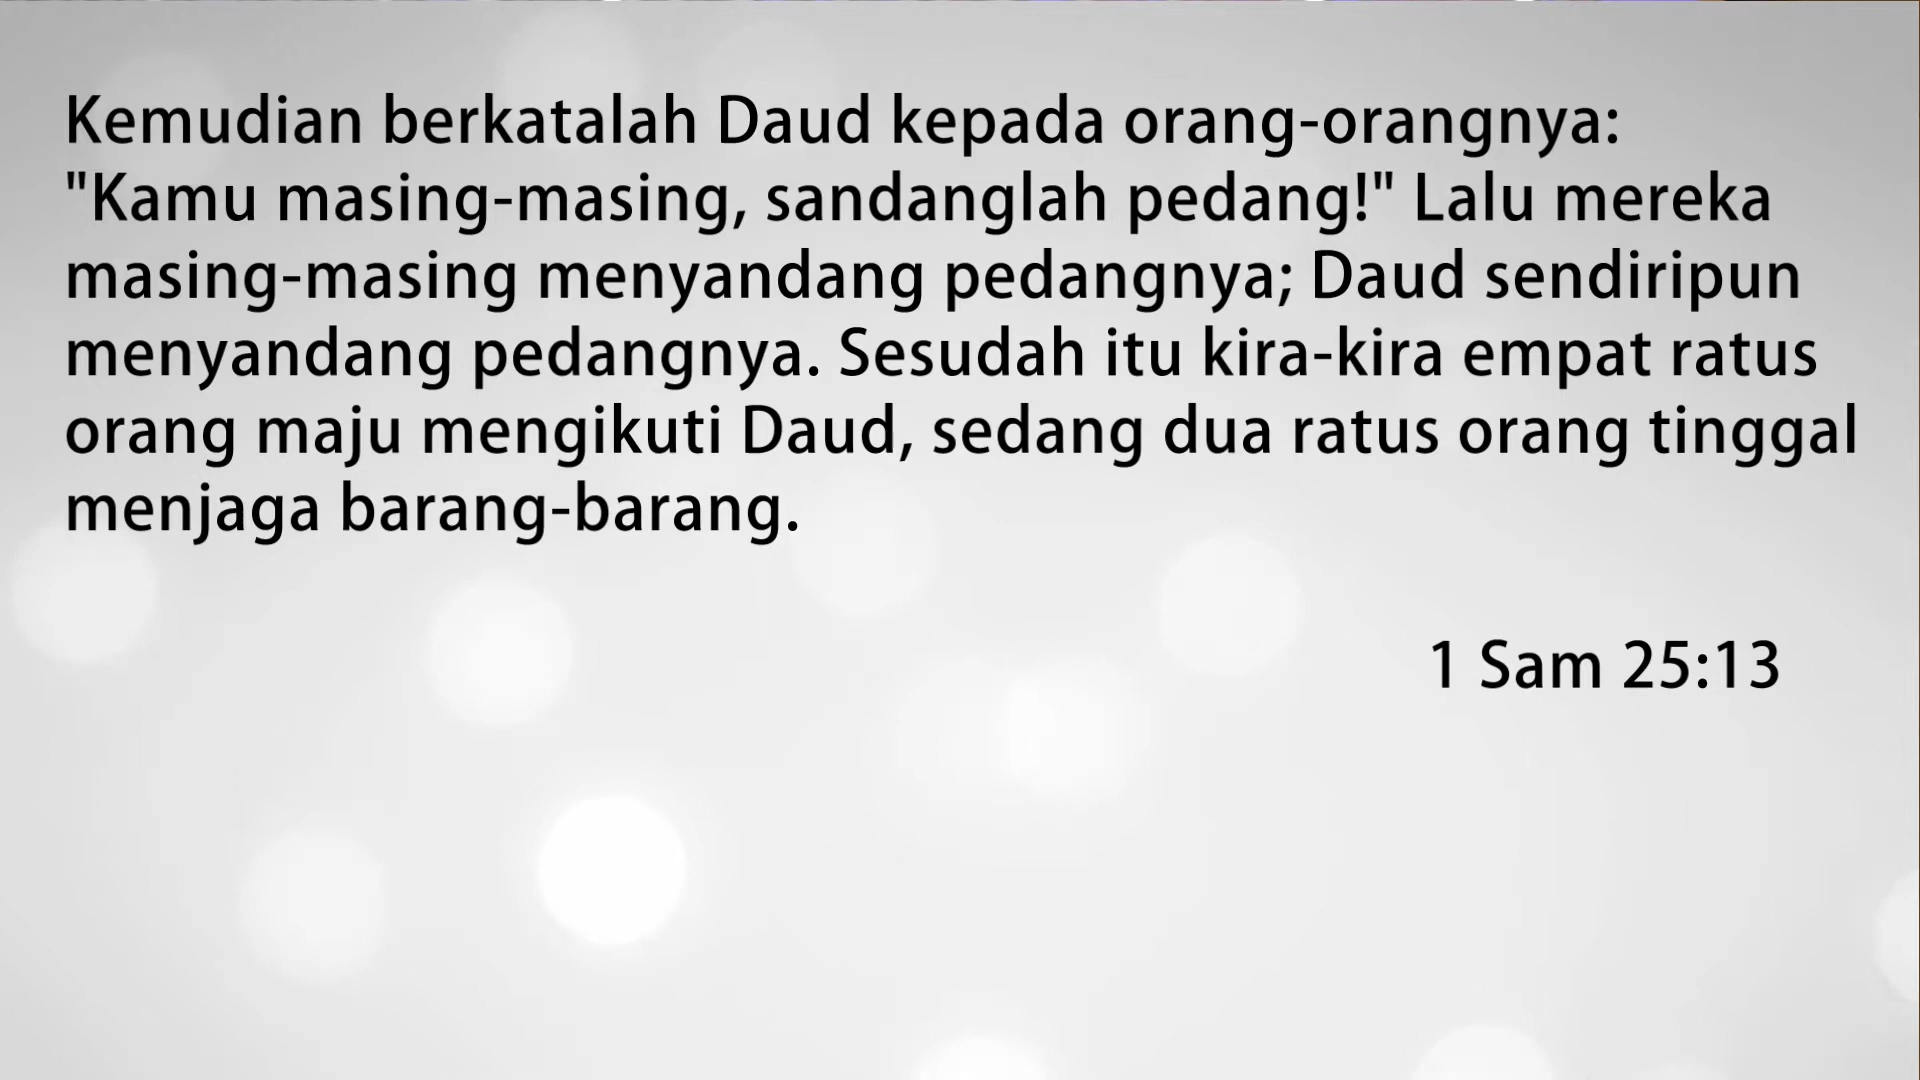 Kemudian berkatalah Daud kepada orang-orangnya:
"Kamu masing-masing, sandanglah pedang!" Lalu mereka
masing-masing menyandang pedangnya; Daud sendiripun
menyandang pedangnya. Sesudah itu kira-kira empat ratus
orang maju mengikuti Daud, sedang dua ratus orang tinggal
menjaga barang-barang.
1 Sam 25:13